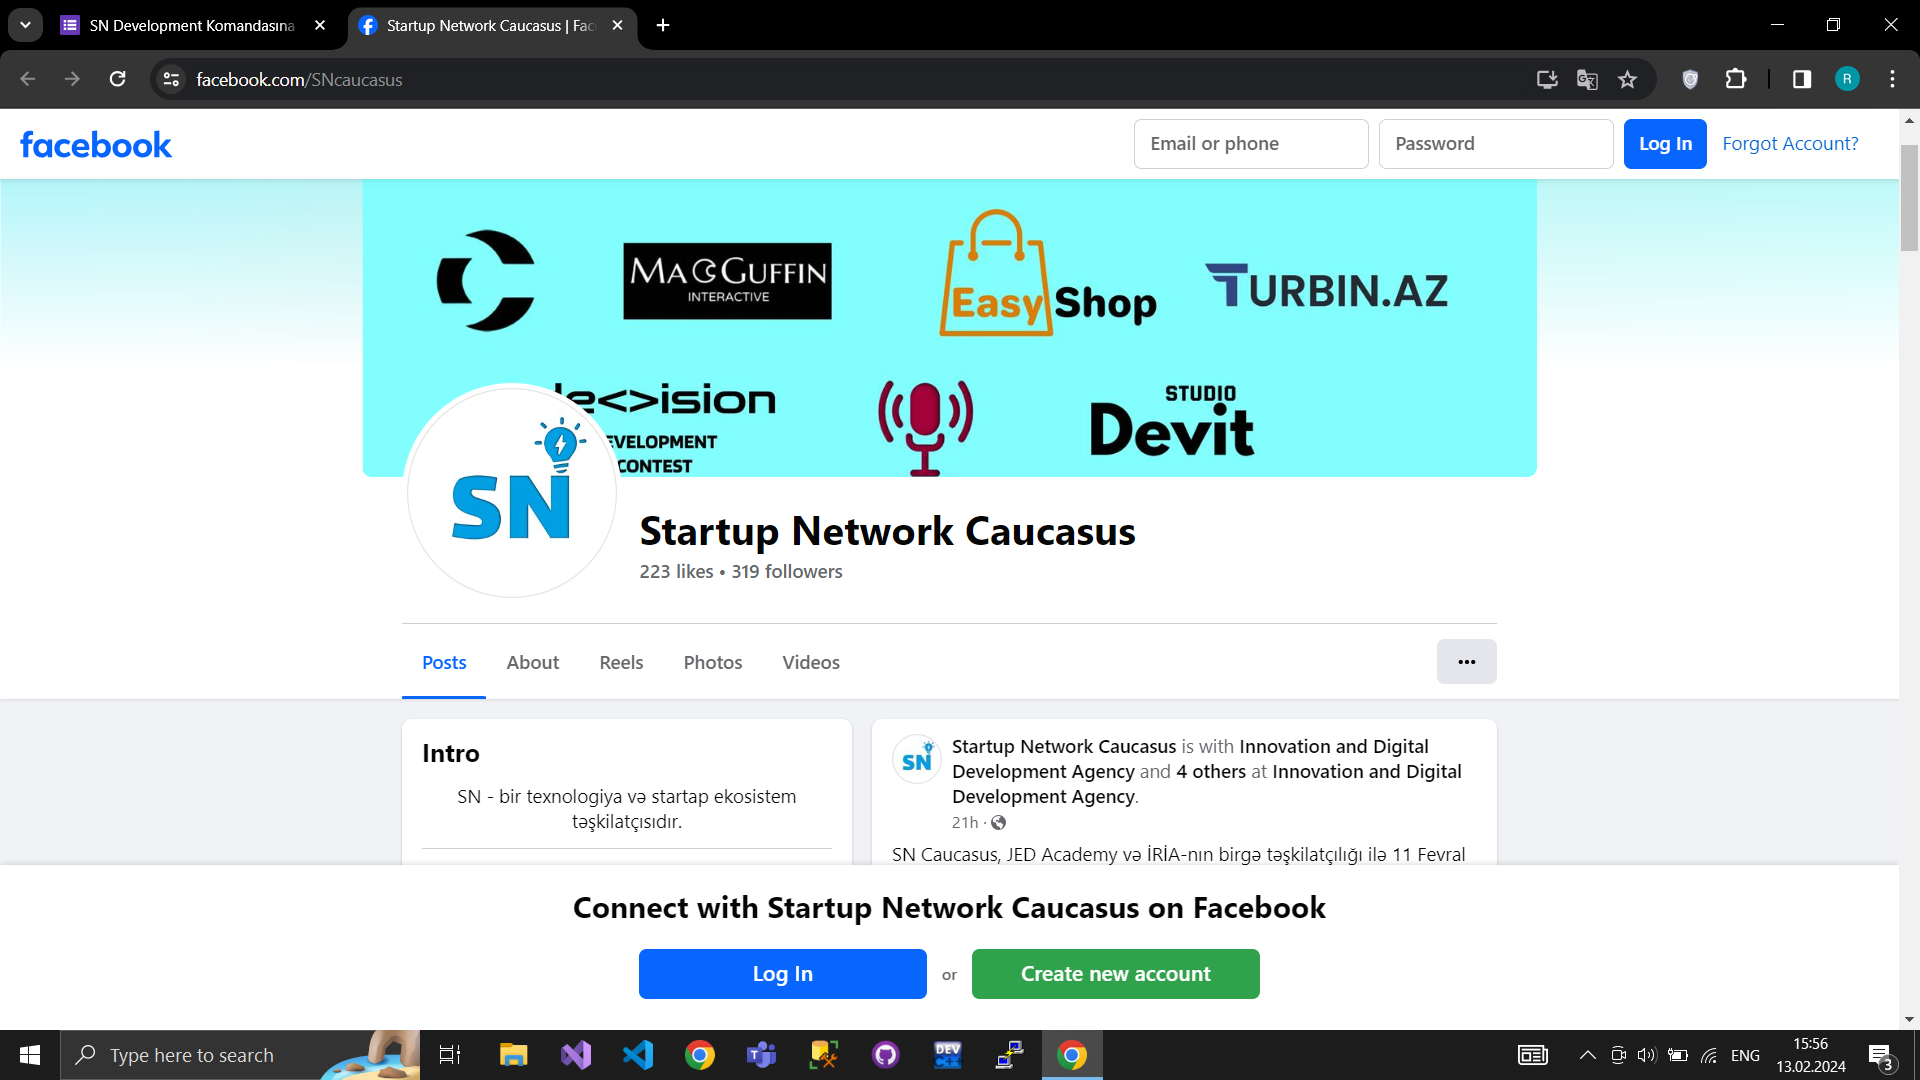 SN Development Komandasına
Startup Network Caucasus | Fac
facebook.com/SNcaucasus
R
facebook
Email or phone
Password
Log In
Forgot Account?
MACGUFFIN
INTERACTIVE
Easy Shop
TURBIN.AZ
e<>ision
EVELOPMENT
CONTEST
STUDIO
Devit
SN
Startup Network Caucasus
223 likes • 319 followers
Posts
About
Reels
Photos
Videos
Intro
SN - bir texnologiya və startap ekosistem
təşkilatçısıdır.
SN
Startup Network Caucasus is with Innovation and Digital
Development Agency and 4 others at Innovation and Digital
Development Agency.
21h ·
SN Caucasus, JED Academy və İRİA-nın birgə təşkilatçılığı ilə 11 Fevral
Connect with Startup Network Caucasus on Facebook
Log In
or
Create new account
Type here to search
DEV
C++
ENG
15:56
13.02.2024
3